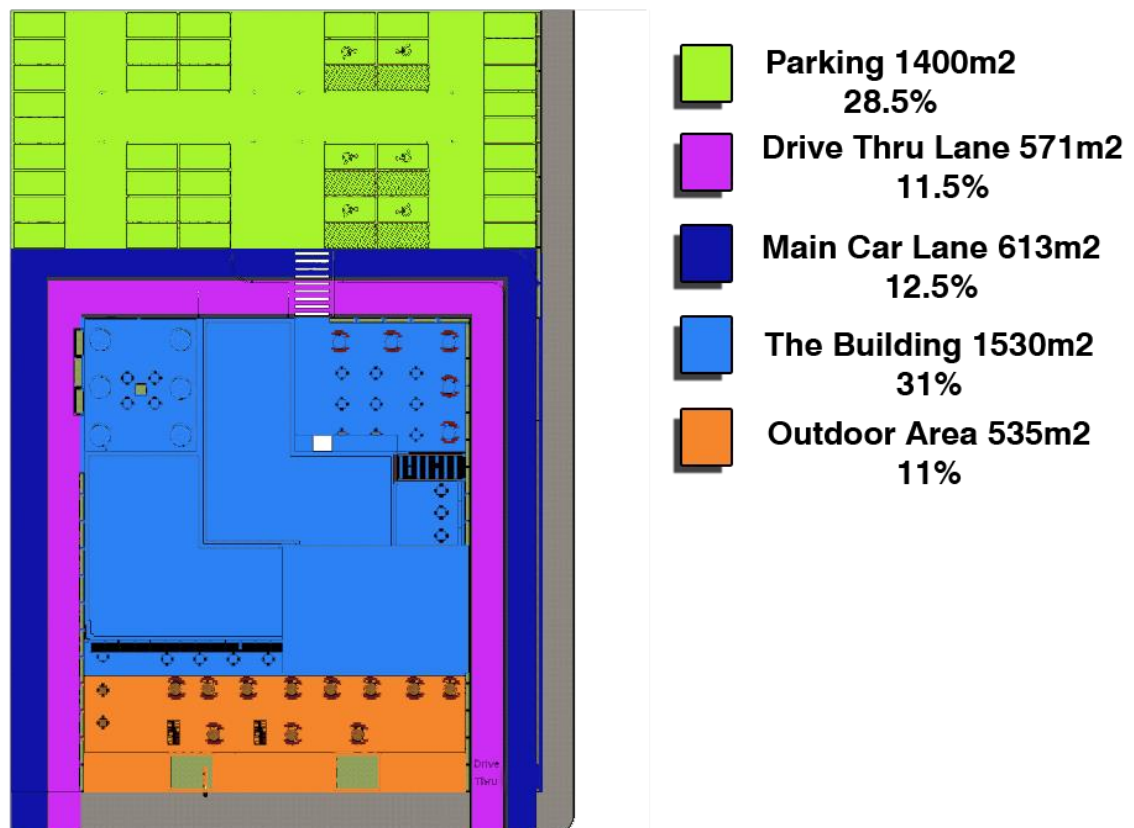 Parking 1400m2
28.5%
Drive Thru Lane 571m2
11.5%
Main Car Lane 613m2
12.5%
The Building 1530m2
31%
Outdoor Area 535m2
11%
Drive
Thru